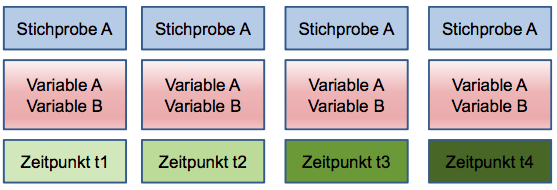 Stichprobe A Stichprobe A Stichprobe A Stichprobe A
Variable A Variable A Variable A Variable A
Variable B Variable B Variable B Variable B
Zeitpunkt t1 Zeitpunkt t2 Zeitpunkt t3 Zeitpunkt t4